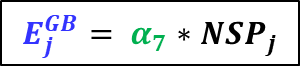 E_j^{GB} = α_7 * NSP_j